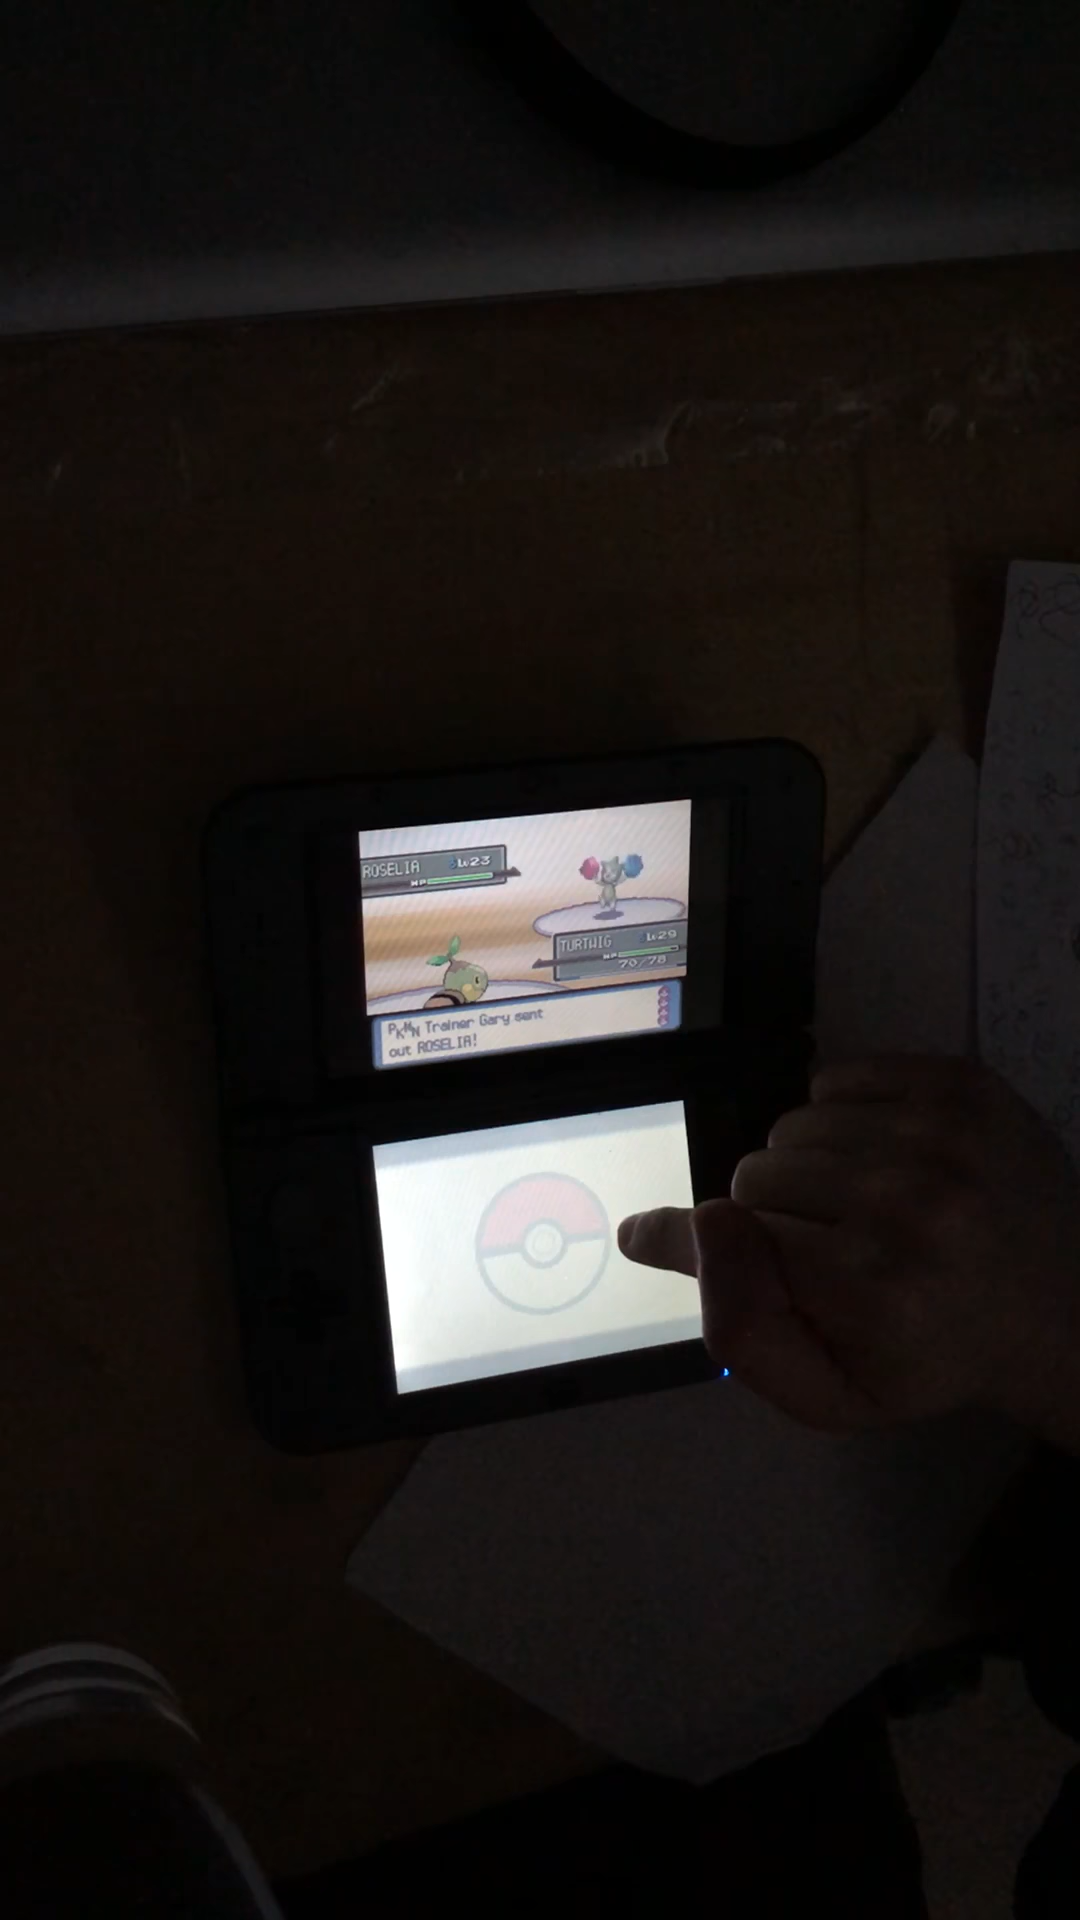 ROSELIA ♂Lv23
HP
TURTWIG ♂Lv29
HP
70/78
PKMN Trainer Gary sent
out ROSELIA!